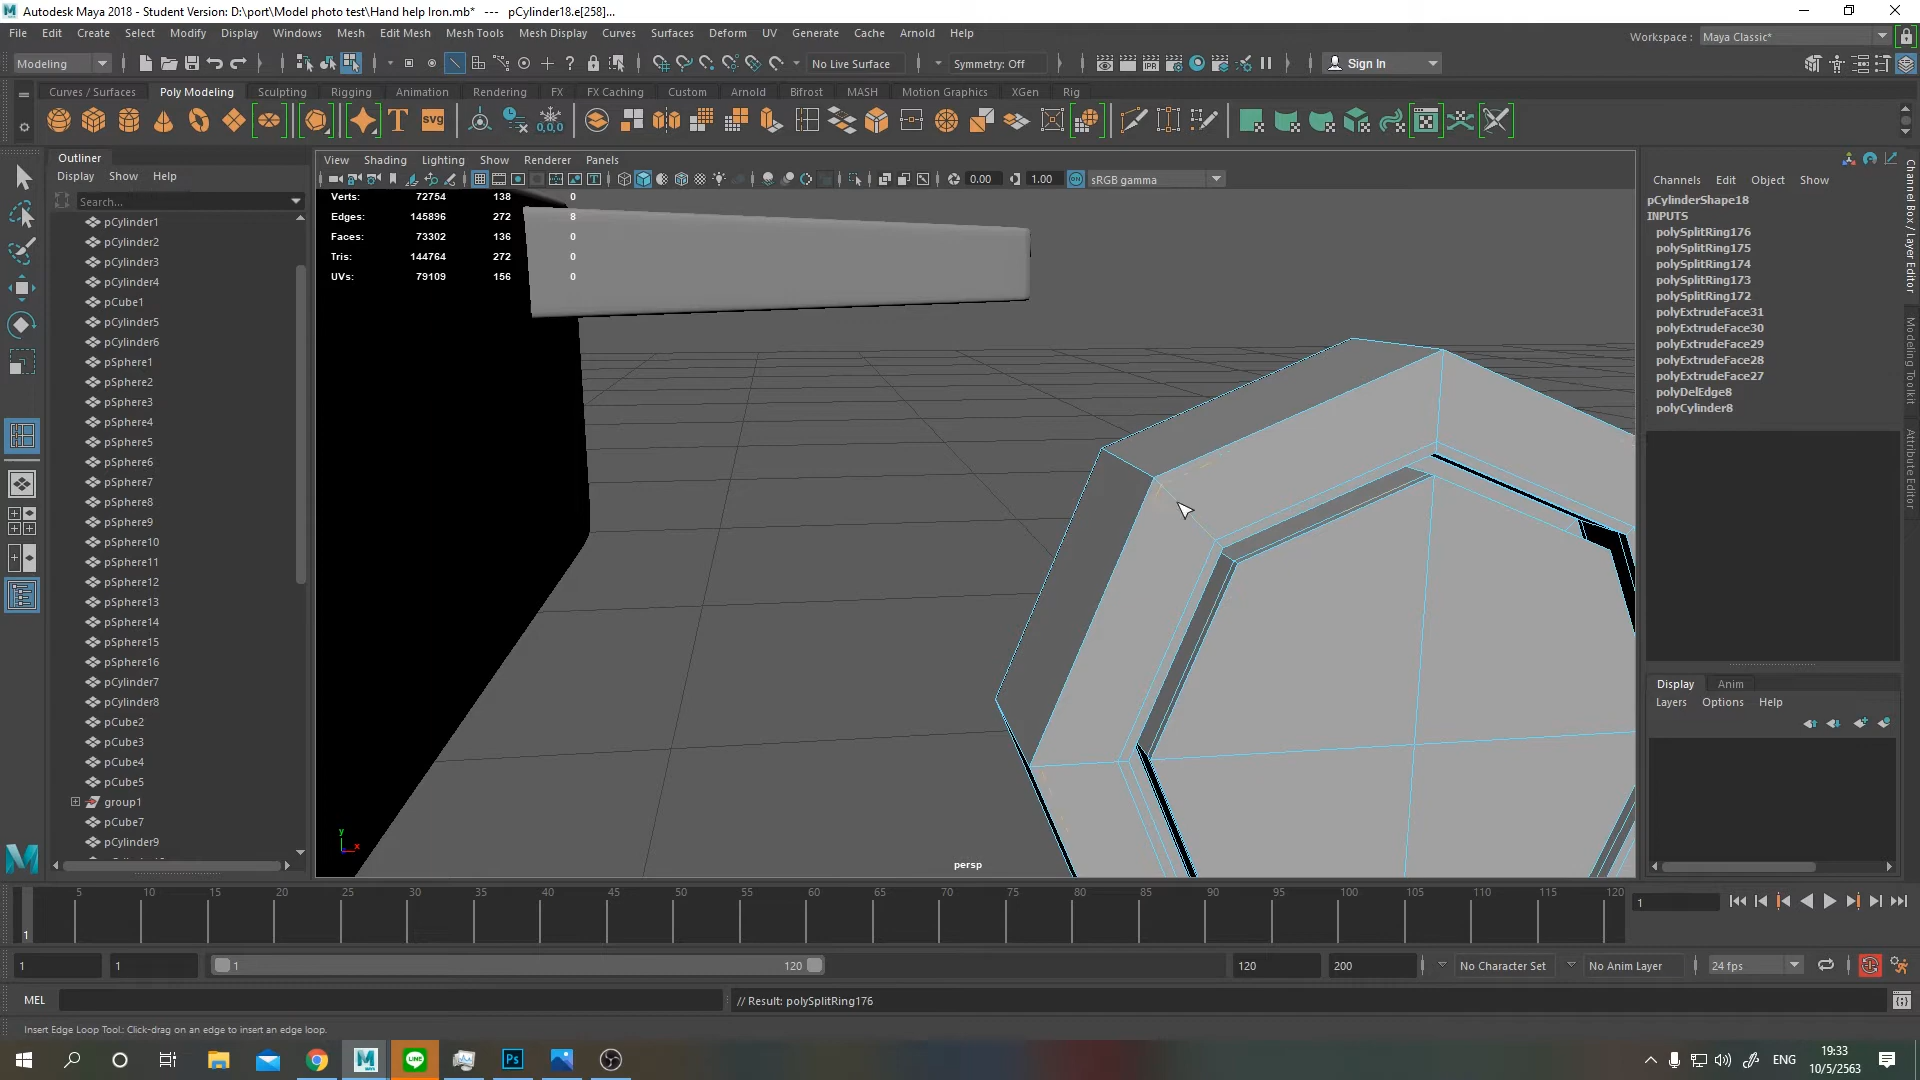 Autodesk Maya 2018 - Student Version: D:\port\Model photo test\Hand help Iron.mb* --- pCylinder18.e[258]...
File Edit Create Select Modify Display Windows Mesh Edit Mesh Mesh Tools Mesh Display Curves Surfaces Deform UV Generate Cache Arnold Help
Workspace : Maya Classic*
Modeling No Live Surface Symmetry: Off Sign In
Curves / Surfaces Poly Modeling Sculpting Rigging Animation Rendering FX FX Caching Custom Arnold Bifrost MASH Motion Graphics XGen Rig
T svg 0,0,0
Outliner
Display Show Help
Search...
pCylinder1
pCylinder2
pCylinder3
pCylinder4
pCube1
pCylinder5
pCylinder6
pSphere1
pSphere2
pSphere3
pSphere4
pSphere5
pSphere6
pSphere7
pSphere8
pSphere9
pSphere10
pSphere11
pSphere12
pSphere13
pSphere14
pSphere15
pSphere16
pCylinder7
pCylinder8
pCube2
pCube3
pCube4
pCube5
group1
pCube7
pCylinder9
View Shading Lighting Show Renderer Panels
0.00 1.00 ON sRGB gamma
Verts: 72754 138 0
Edges: 145896 272 8
Faces: 73302 136 0
Tris: 144764 272 0
UVs: 79109 156 0
y
x
persp
Channels Edit Object Show
pCylinderShape18
INPUTS
polySplitRing176
polySplitRing175
polySplitRing174
polySplitRing173
polySplitRing172
polyExtrudeFace31
polyExtrudeFace30
polyExtrudeFace29
polyExtrudeFace28
polyExtrudeFace27
polyDelEdge8
polyCylinder8
Channel Box / Layer Editor
Modeling Toolkit
Attribute Editor
Display Anim
Layers Options Help
5 10 15 20 25 30 35 40 45 50 55 60 65 70 75 80 85 90 95 100 105 110 115 120
1
1
1 1 1 120 120 200 No Character Set No Anim Layer 24 fps
MEL // Result: polySplitRing176
Insert Edge Loop Tool: Click-drag on an edge to insert an edge loop.
LINE Ps ENG 19:33
10/5/2563